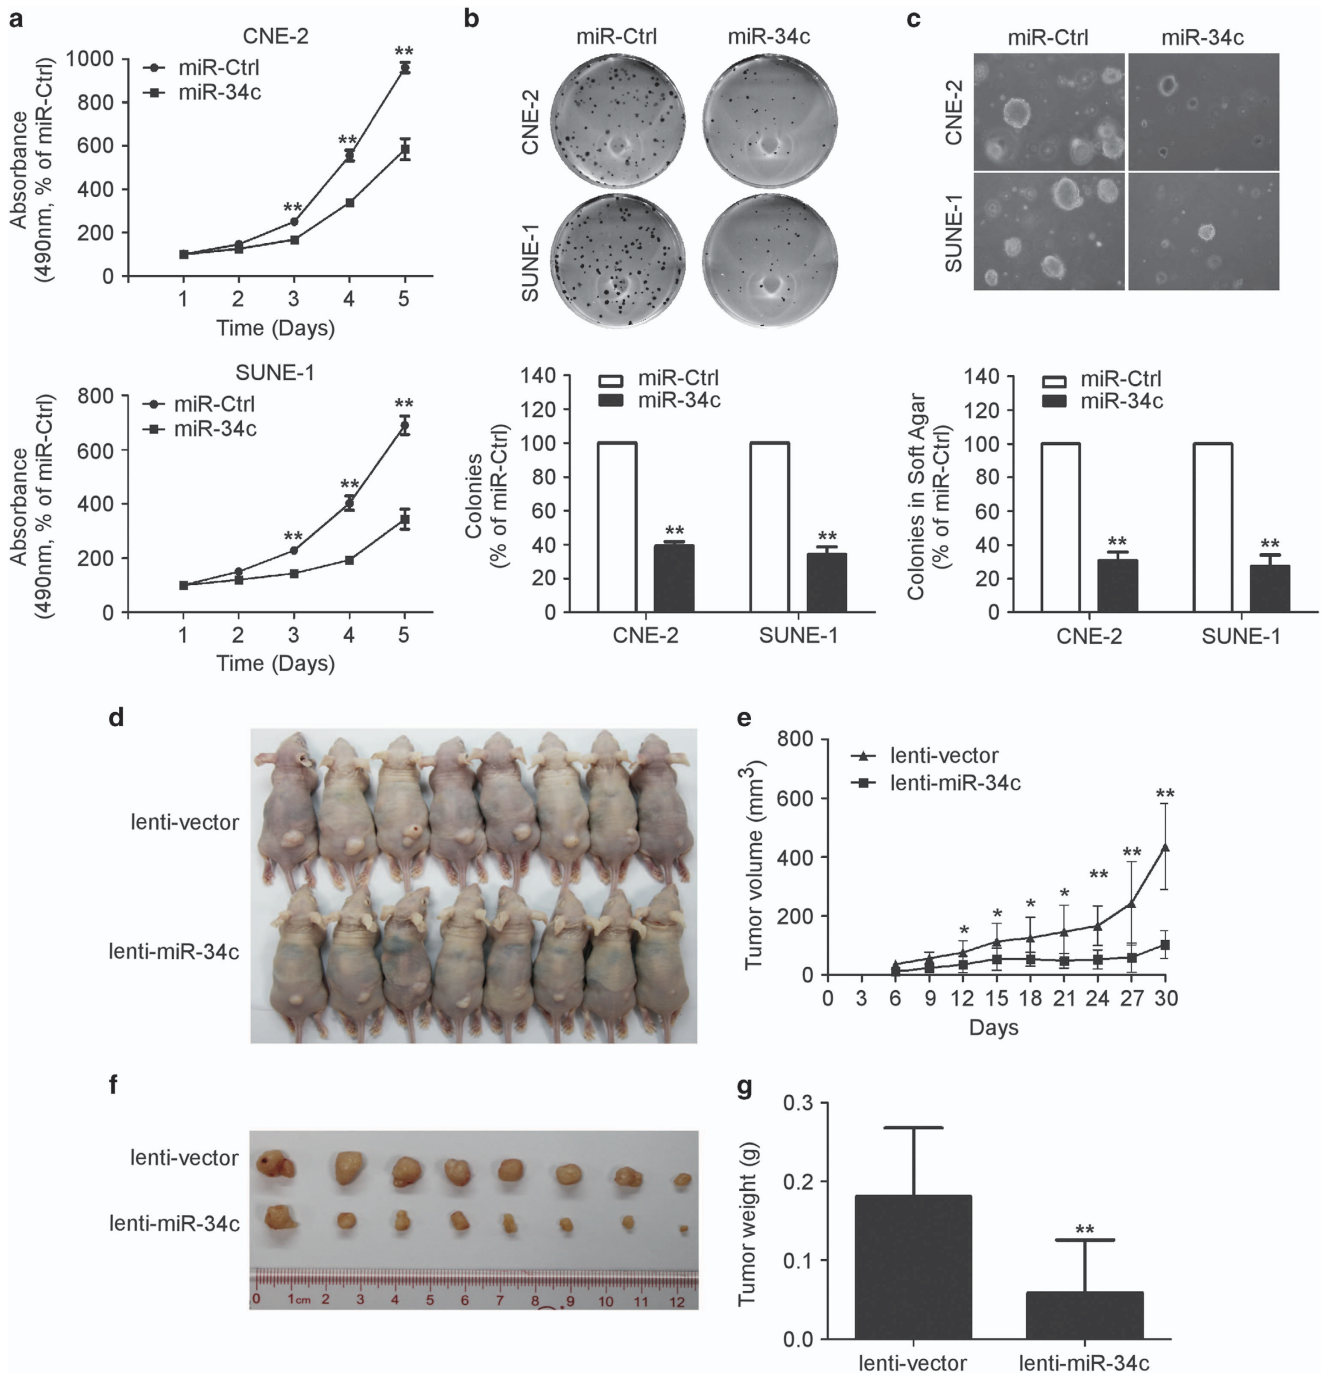 a
CNE-2
miR-Ctrl
miR-34c
Absorbance
(490nm, % of miR-Ctrl)
1000
800
600
400
200
0
**
**
**
1 2 3 4 5
Time (Days)
SUNE-1
miR-Ctrl
miR-34c
Absorbance
(490nm, % of miR-Ctrl)
800
600
400
200
0
**
**
**
1 2 3 4 5
Time (Days)
b
miR-Ctrl miR-34c
CNE-2
SUNE-1
miR-Ctrl
miR-34c
Colonies
(% of miR-Ctrl)
140
120
100
80
60
40
20
0
** **
CNE-2 SUNE-1
c
miR-Ctrl miR-34c
CNE-2
SUNE-1
miR-Ctrl
miR-34c
Colonies in Soft Agar
(% of miR-Ctrl)
140
120
100
80
60
40
20
0
** **
CNE-2 SUNE-1
d
lenti-vector
lenti-miR-34c
e
lenti-vector
lenti-miR-34c
Tumor volume (mm3)
800
600
400
200
0
* * * * ** ** **
0 3 6 9 12 15 18 21 24 27 30
Days
f
lenti-vector
lenti-miR-34c
0 1cm 2 3 4 5 6 7 8 9 10 11 12
g
Tumor weight (g)
0.3
0.2
0.1
0.0
**
lenti-vector lenti-miR-34c